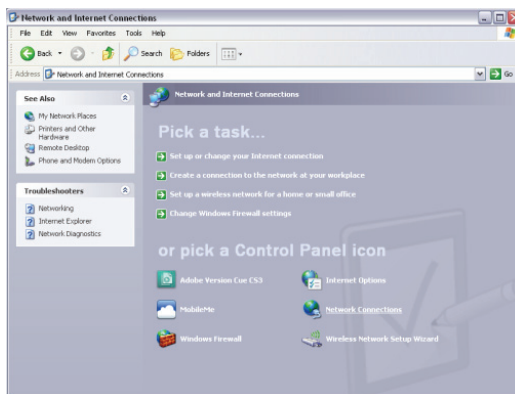 Network and Internet Connections
File Edit View Favorites Tools Help
Back Search Folders
Address Network and Internet Connections Go
See Also
My Network Places
Printers and Other
Hardware
Remote Desktop
Phone and Modem Options
Troubleshooters
Networking
Internet Explorer
Network Diagnostics
Network and Internet Connections
Pick a task...
Set up or change your Internet connection
Create a connection to the network at your workplace
Set up a wireless network for a home or small office
Change Windows Firewall settings
or pick a Control Panel icon
Adobe Version Cue CS3 Internet Options
MobileMe Network Connections
Windows Firewall Wireless Network Setup Wizard